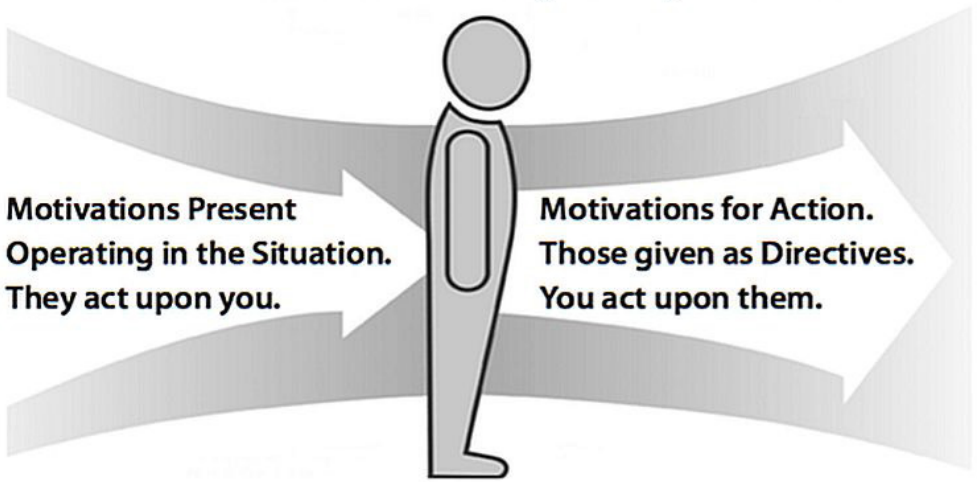 Motivations Present
Operating in the Situation.
They act upon you.
Motivations for Action.
Those given as Directives.
You act upon them.